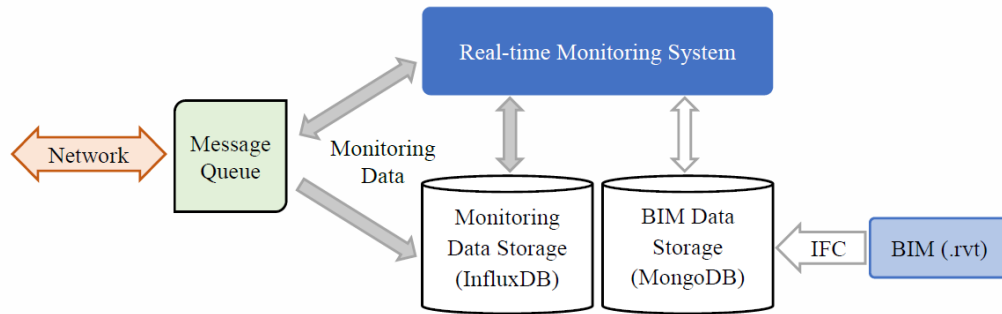 Real-time Monitoring System
Message
Queue
Network
Monitoring
Data
Monitoring
Data Storage
(InfluxDB)
BIM Data
Storage
(MongoDB)
IFC
BIM (.rvt)